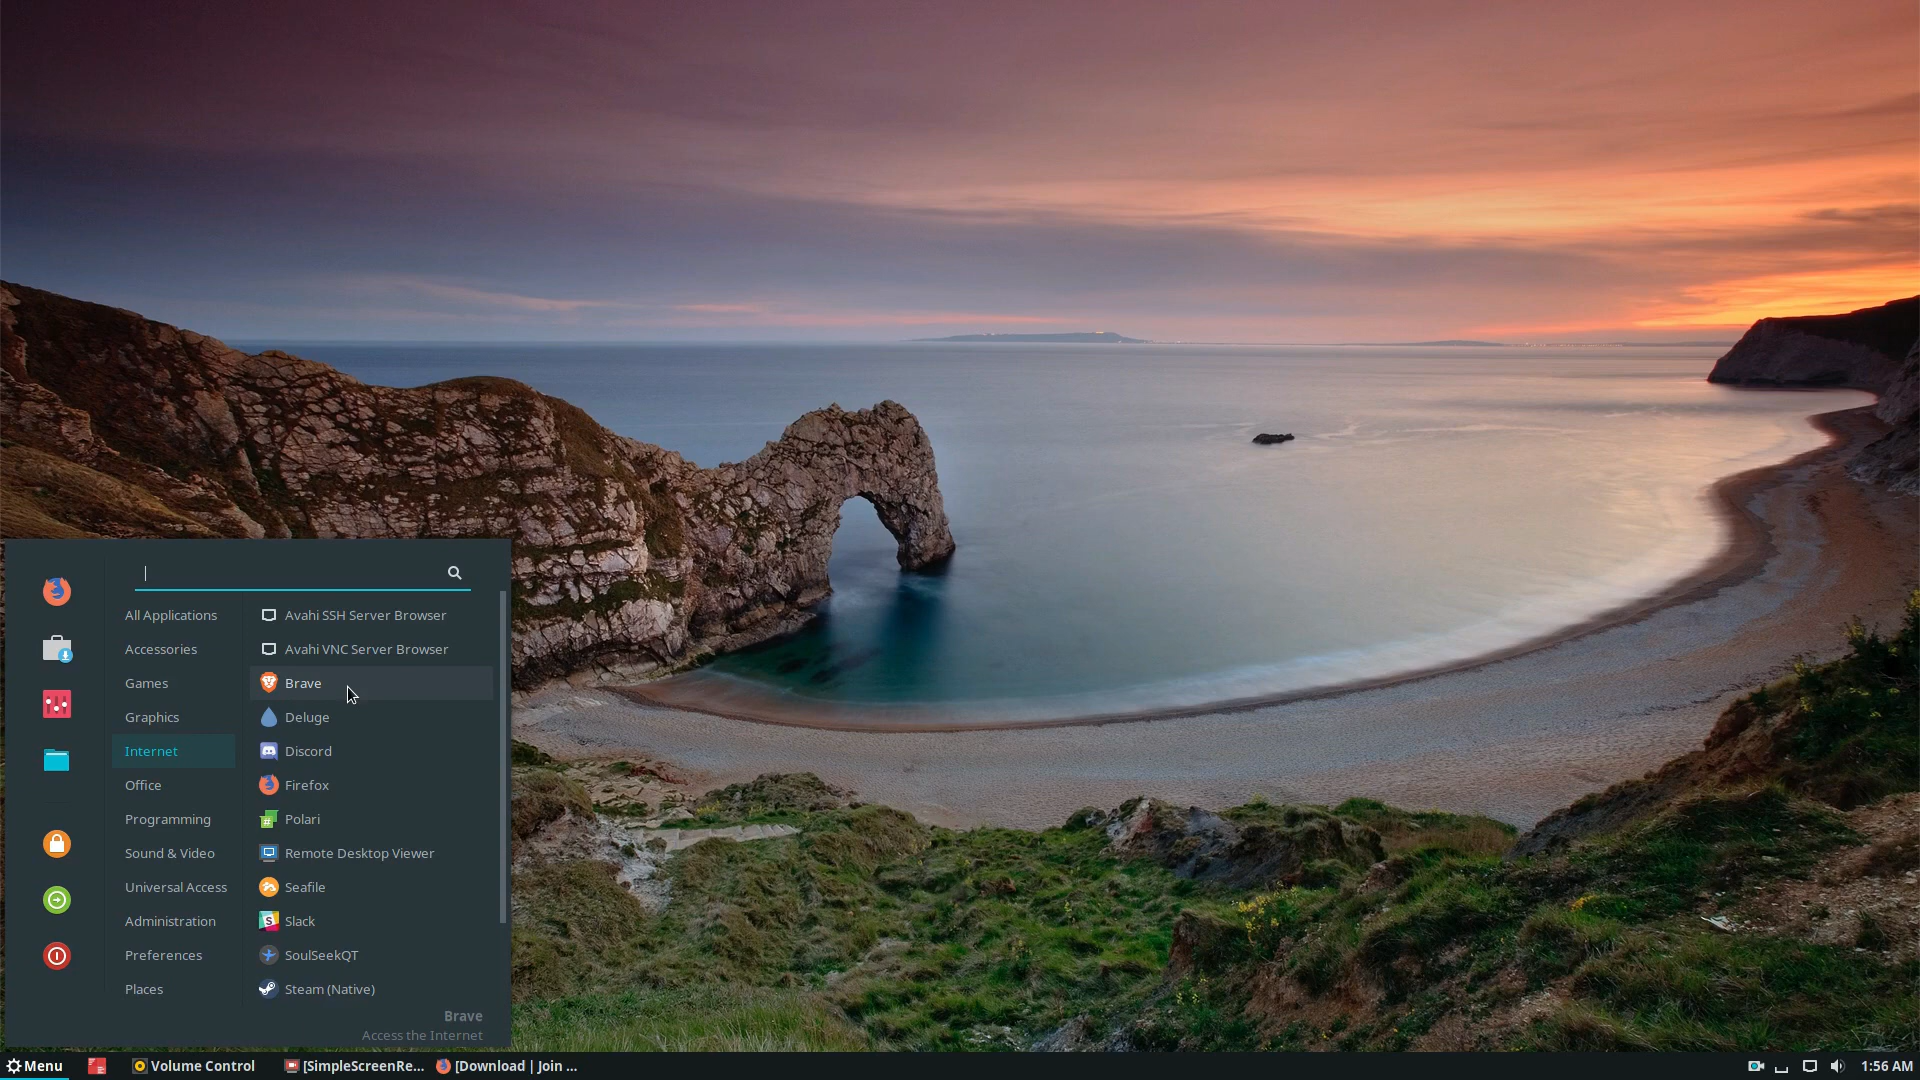 All Applications
Accessories
Games
Graphics
Internet
Office
Programming
Sound & Video
Universal Access
Administration
Preferences
Places
Avahi SSH Server Browser
Avahi VNC Server Browser
Brave
Deluge
Discord
Firefox
Polari
Remote Desktop Viewer
Seafile
Slack
SoulSeekQT
Steam (Native)
Brave
Access the Internet
Menu
Volume Control
[SimpleScreenRe...
[Download | Join ...
1:56 AM